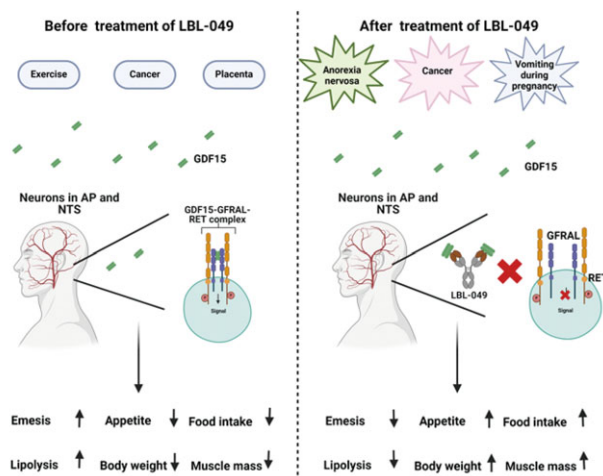 Before treatment of LBL-049
Exercise
Cancer
Placenta
GDF15
Neurons in AP and
NTS
GDF15-GFRAL-
RET complex
Signal
Emesis
Appetite
Food intake
Lipolysis
Body weight
Muscle mass
After treatment of LBL-049
Anorexia
nervosa
Cancer
Vomiting
during
pregnancy
GDF15
Neurons in AP and
NTS
LBL-049
GFRAL
RET
Signal
Emesis
Appetite
Food intake
Lipolysis
Body weight
Muscle mass